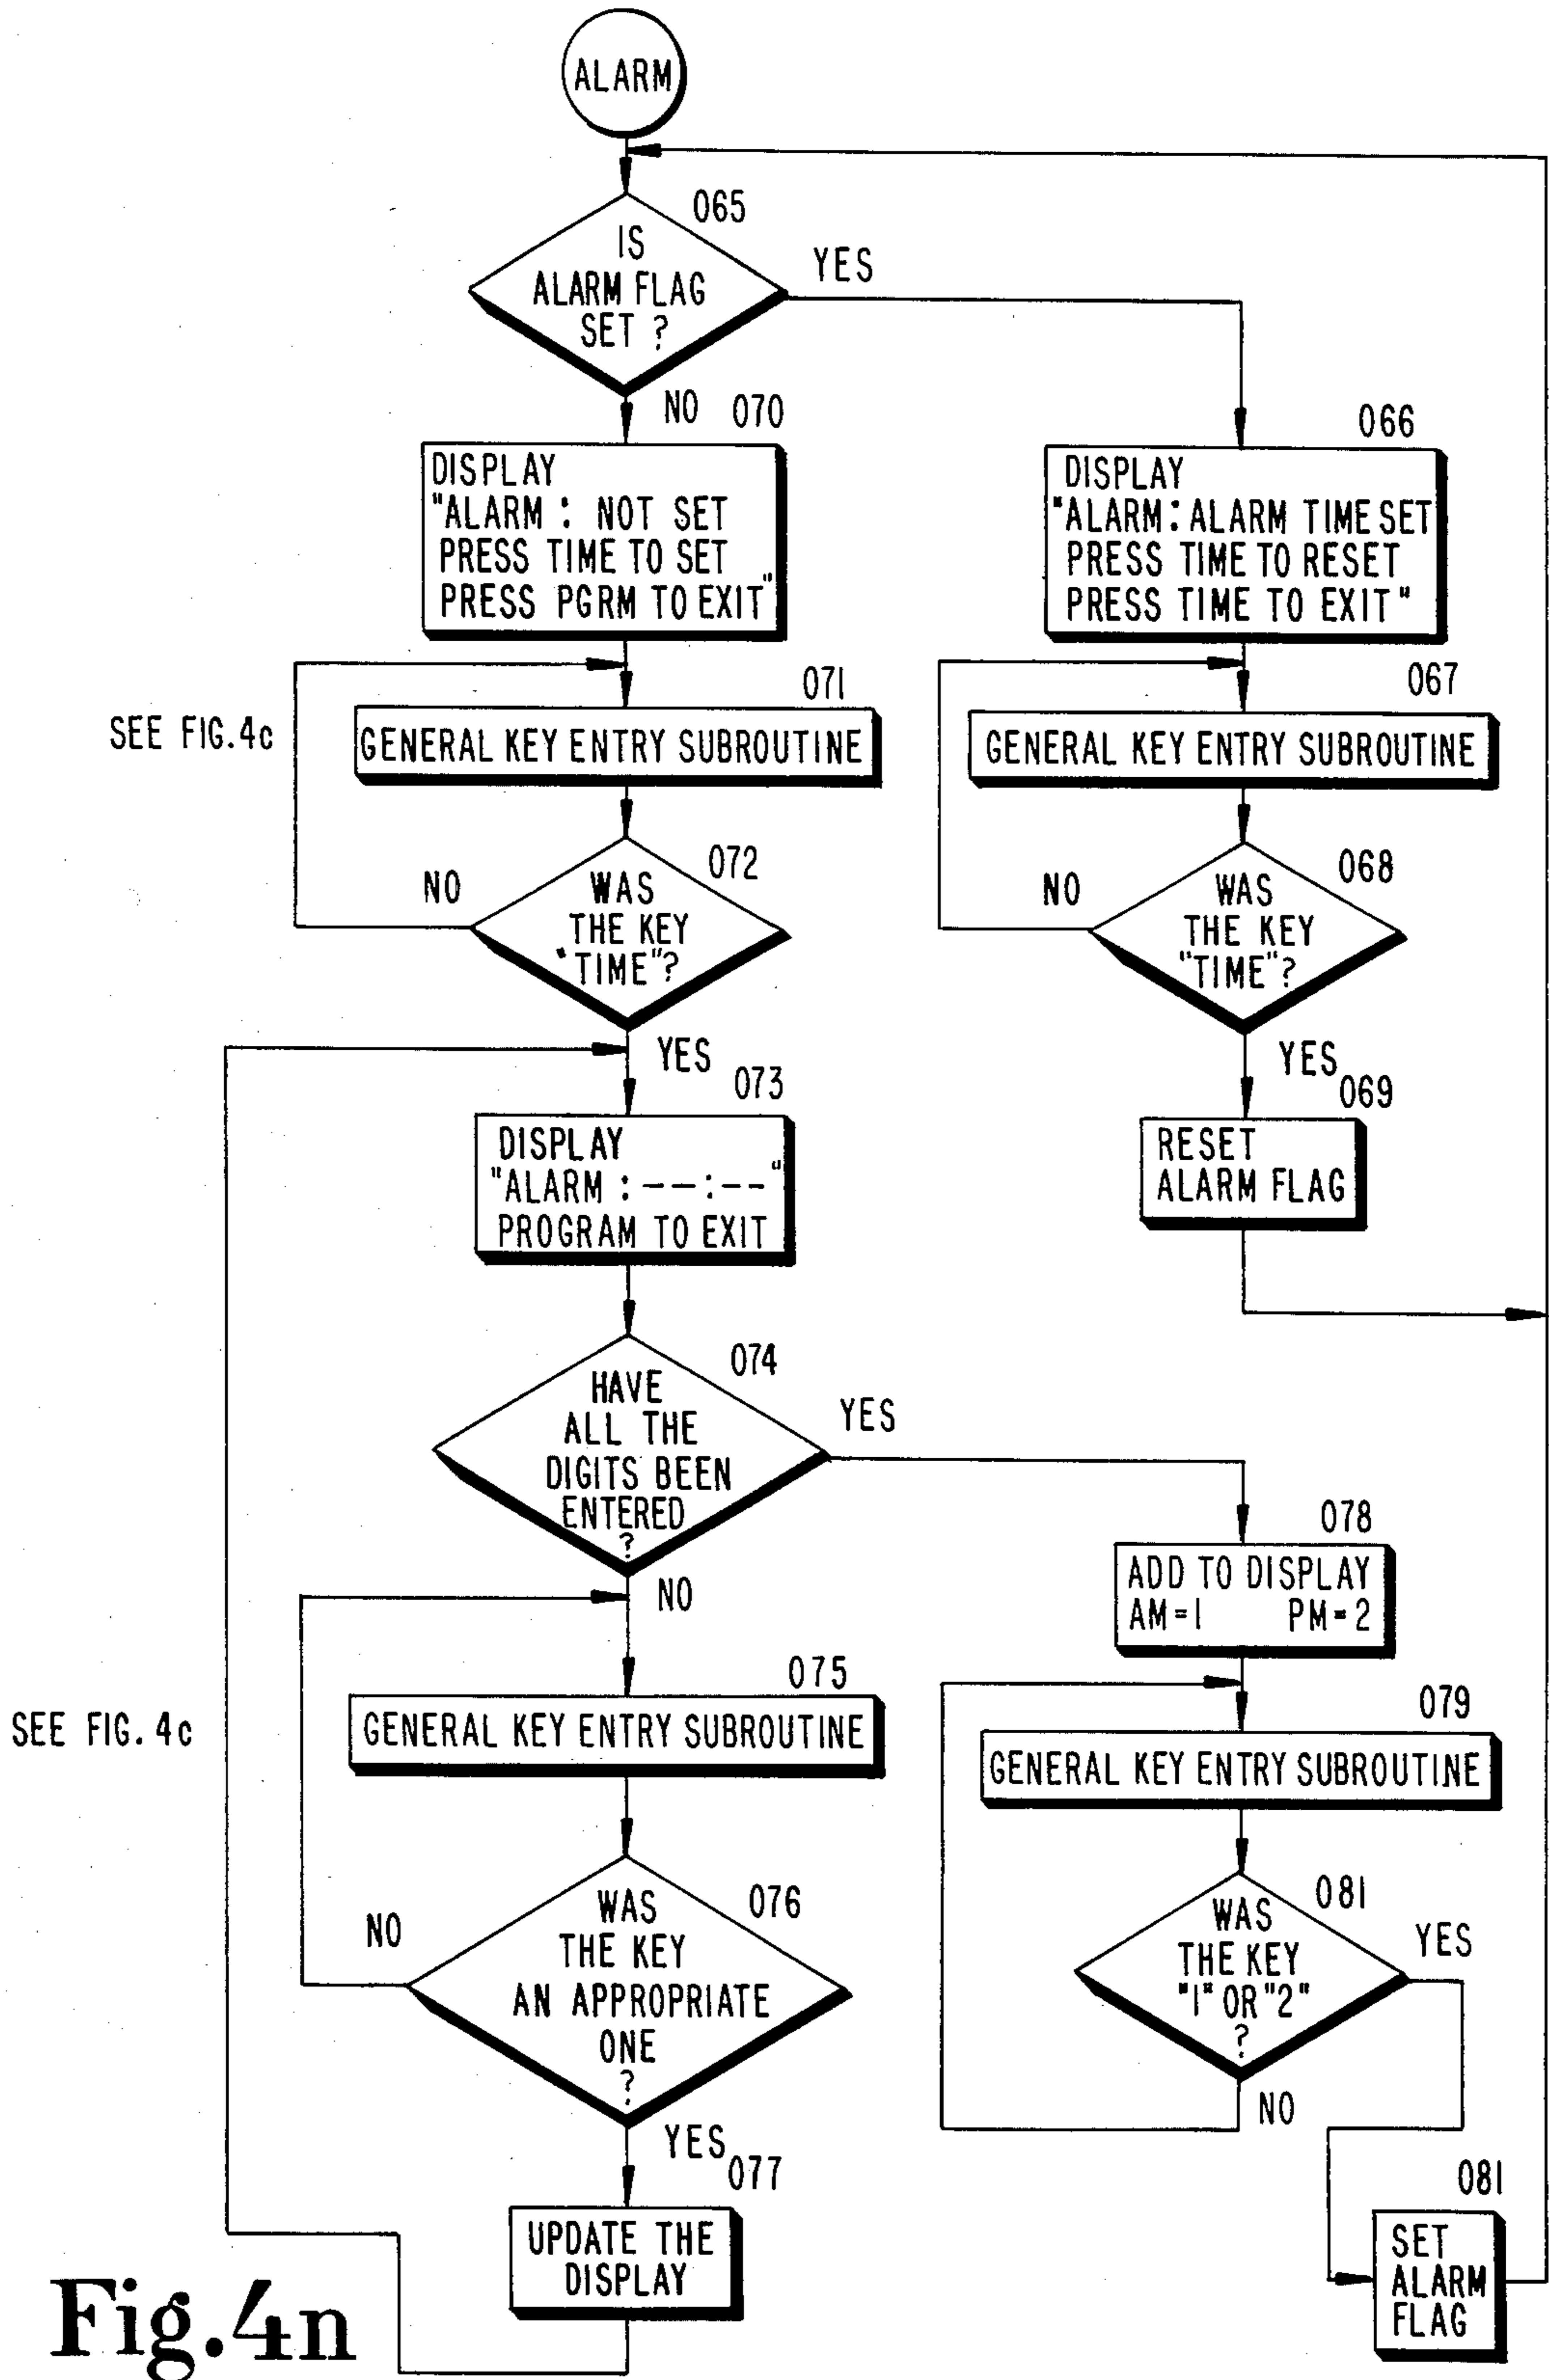 ALARM
065
IS
ALARM FLAG
SET ?
YES
NO
070
DISPLAY
"ALARM : NOT SET
PRESS TIME TO SET
PRESS PGRM TO EXIT"
066
DISPLAY
"ALARM : ALARM TIME SET
PRESS TIME TO RESET
PRESS TIME TO EXIT"
SEE FIG.4c
071
GENERAL KEY ENTRY SUBROUTINE
067
GENERAL KEY ENTRY SUBROUTINE
072
NO
WAS
THE KEY
"TIME"?
YES
068
NO
WAS
THE KEY
"TIME"?
YES
073
DISPLAY
"ALARM : --:--"
PROGRAM TO EXIT
069
RESET
ALARM FLAG
074
HAVE
ALL THE
DIGITS BEEN
ENTERED
?
YES
NO
078
ADD TO DISPLAY
AM=1 PM=2
SEE FIG. 4c
075
GENERAL KEY ENTRY SUBROUTINE
079
GENERAL KEY ENTRY SUBROUTINE
076
NO
WAS
THE KEY
AN APPROPRIATE
ONE
?
YES
081
WAS
THE KEY
"1" OR "2"
?
YES
NO
077
UPDATE THE
DISPLAY
081
SET
ALARM
FLAG
Fig.4n